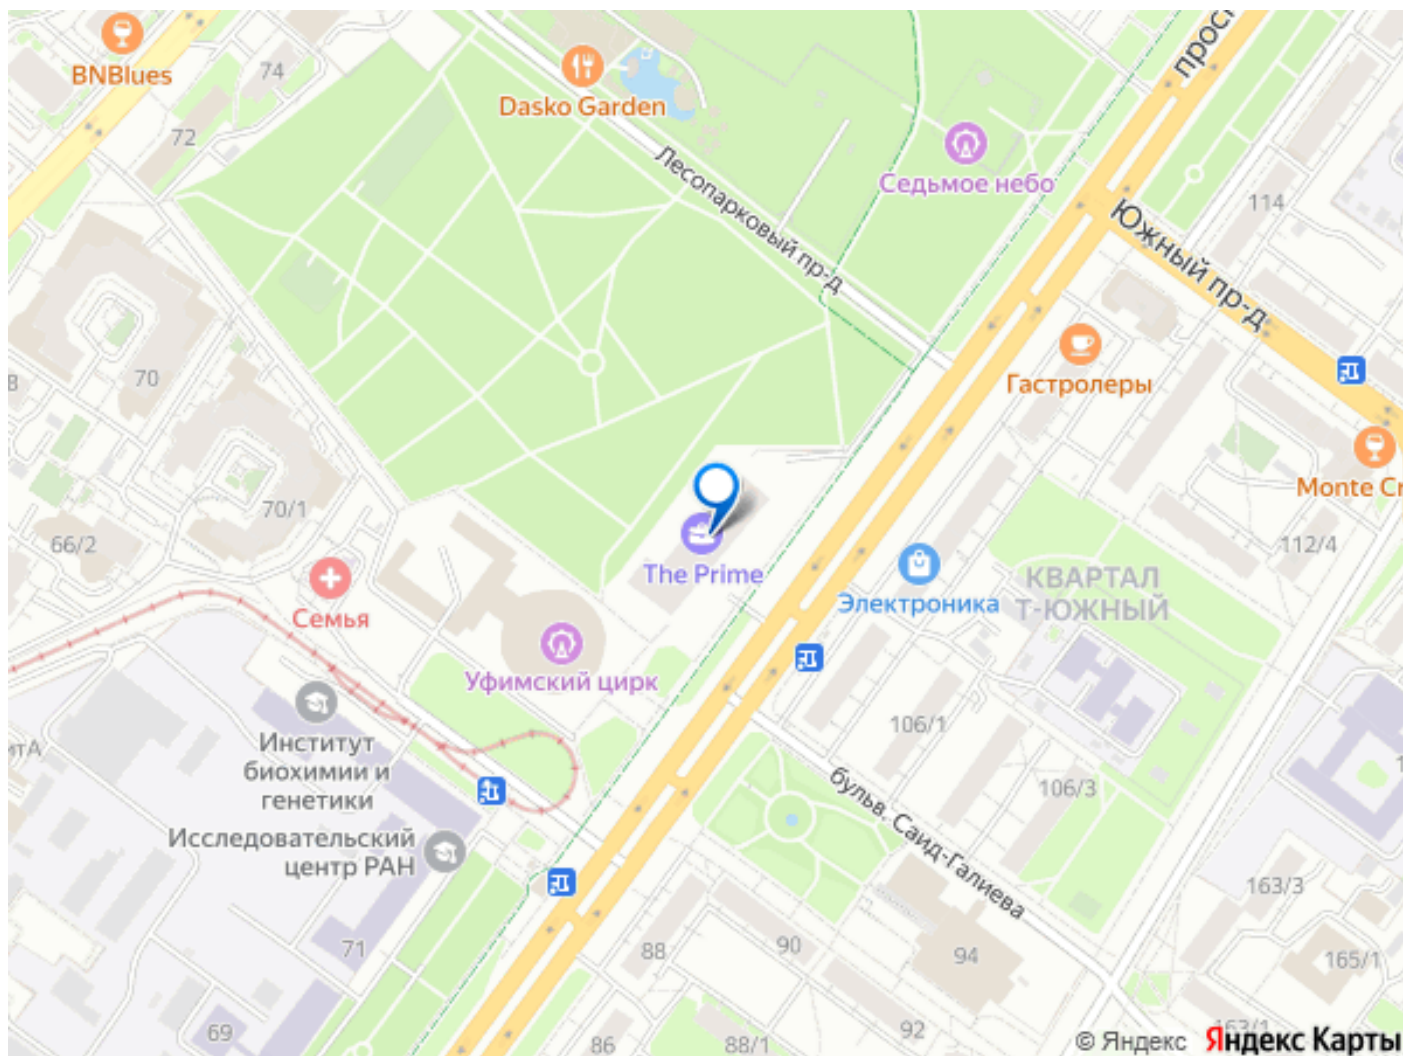 BNBlues
74
72
Dasko Garden
Седьмое небо
Лесопарковый пр-д
114
Южный пр-д
Гастролеры
70
70/1
66/2
Семья
The Prime
Электроника
КВАРТАЛ
Т-ЮЖНЫЙ
112/4
Уфимский цирк
106/1
106/3
Институт
биохимии и
генетики
Исследовательский
центр РАН
бульв. Саид-Галиева
163/3
71
88
90
94
165/1
69
86
88/1
92
163/1
© Яндекс Яндекс Карты